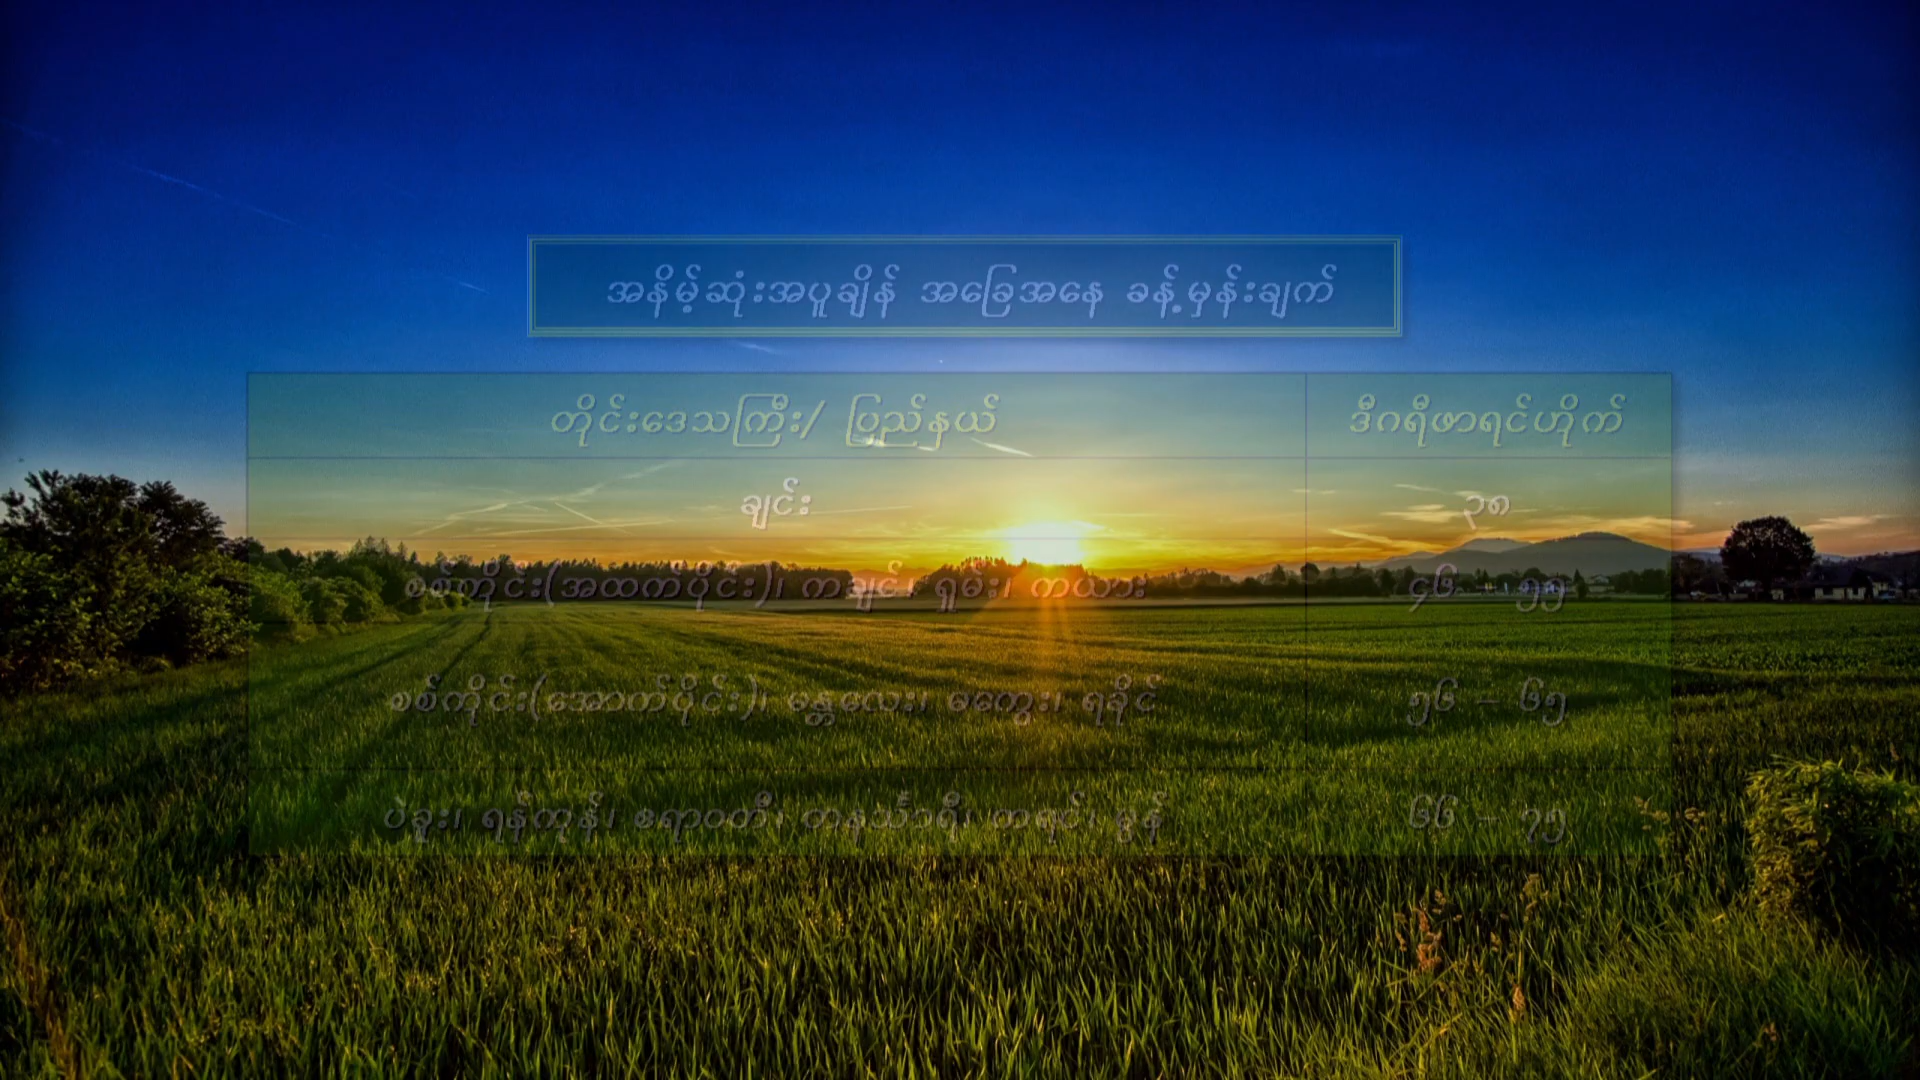 အနိမ့်ဆုံးအပူချိန် အခြေအနေ ခန့်မှန်းချက်
တိုင်းဒေသကြီး/ ပြည်နယ် ဒီဂရီဖာရင်ဟိုက်
ချင်း ၃၈
စစ်ကိုင်း(အထက်ပိုင်း)၊ ကချင်၊ ရှမ်း၊ ကယား ၄၆ – ၅၅
စစ်ကိုင်း(အောက်ပိုင်း)၊ မန္တလေး၊ မကွေး၊ ရခိုင် ၅၆ – ၆၅
ပဲခူး၊ ရန်ကုန်၊ ဧရာဝတီ၊ တနင်္သာရီ၊ ကရင်၊ မွန် ၆၆ – ၇၅